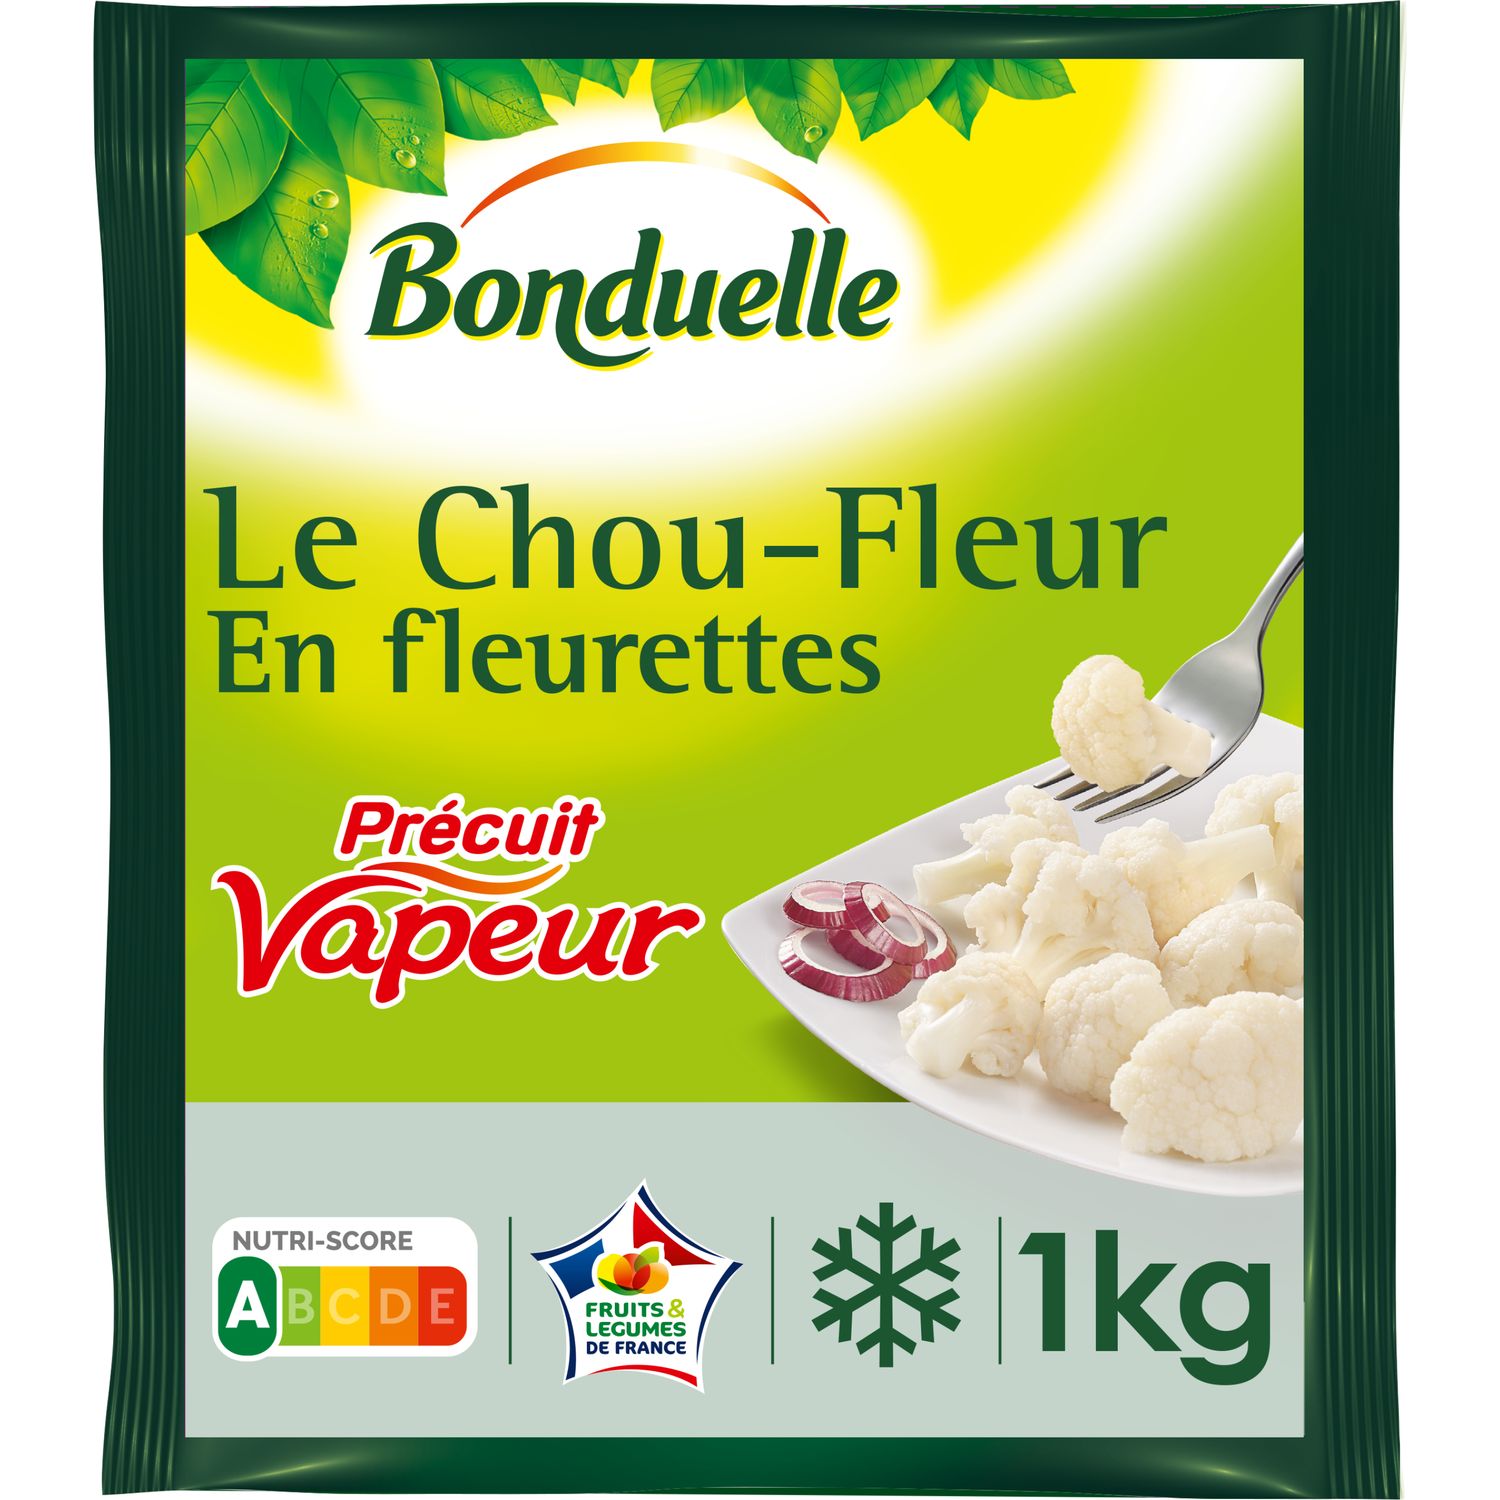 Bonduelle
Le Chou-Fleur
En fleurettes
Précuit
Vapeur
NUTRI-SCORE
A B C D E
FRUITS &
LEGUMES
DE FRANCE
1kg